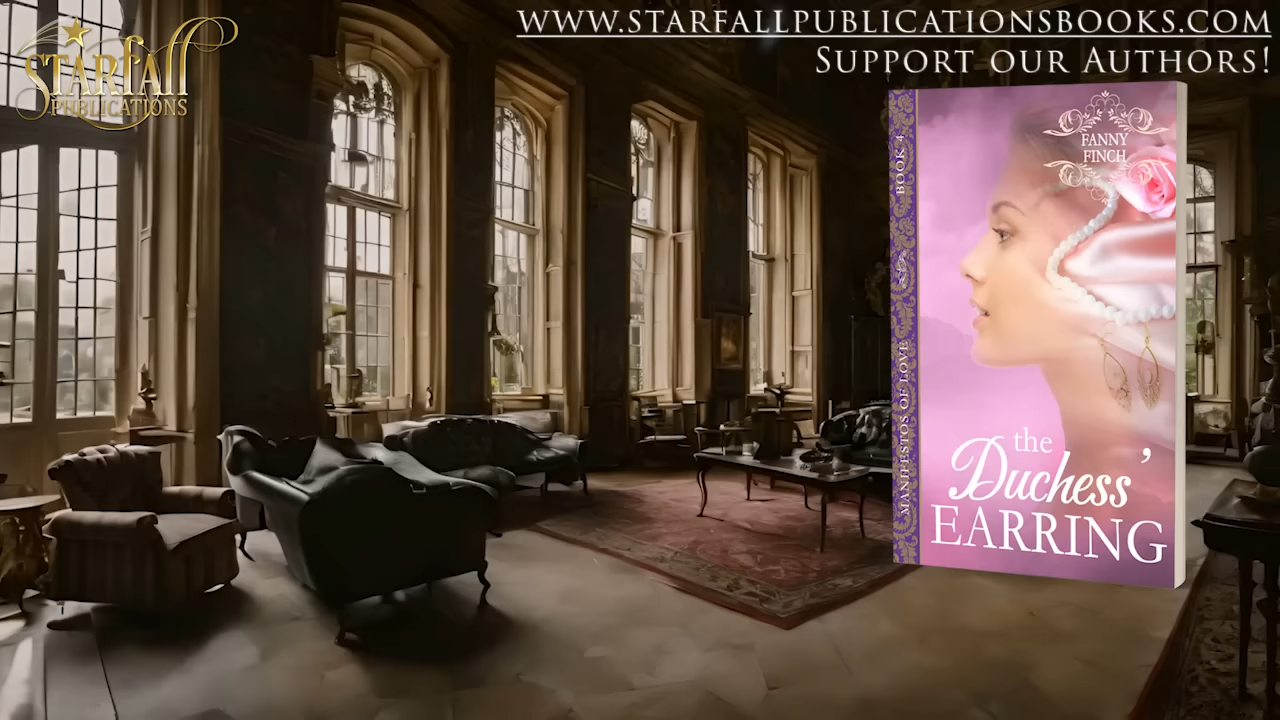 STARfall
PUBLICATIONS
WWW.STARFALLPUBLICATIONSBOOKS.COM
SUPPORT OUR AUTHORS!
BOOK 4
MANIFESTOS OF LOVE
FANNY
FINCH
the
Duchess'
EARRING